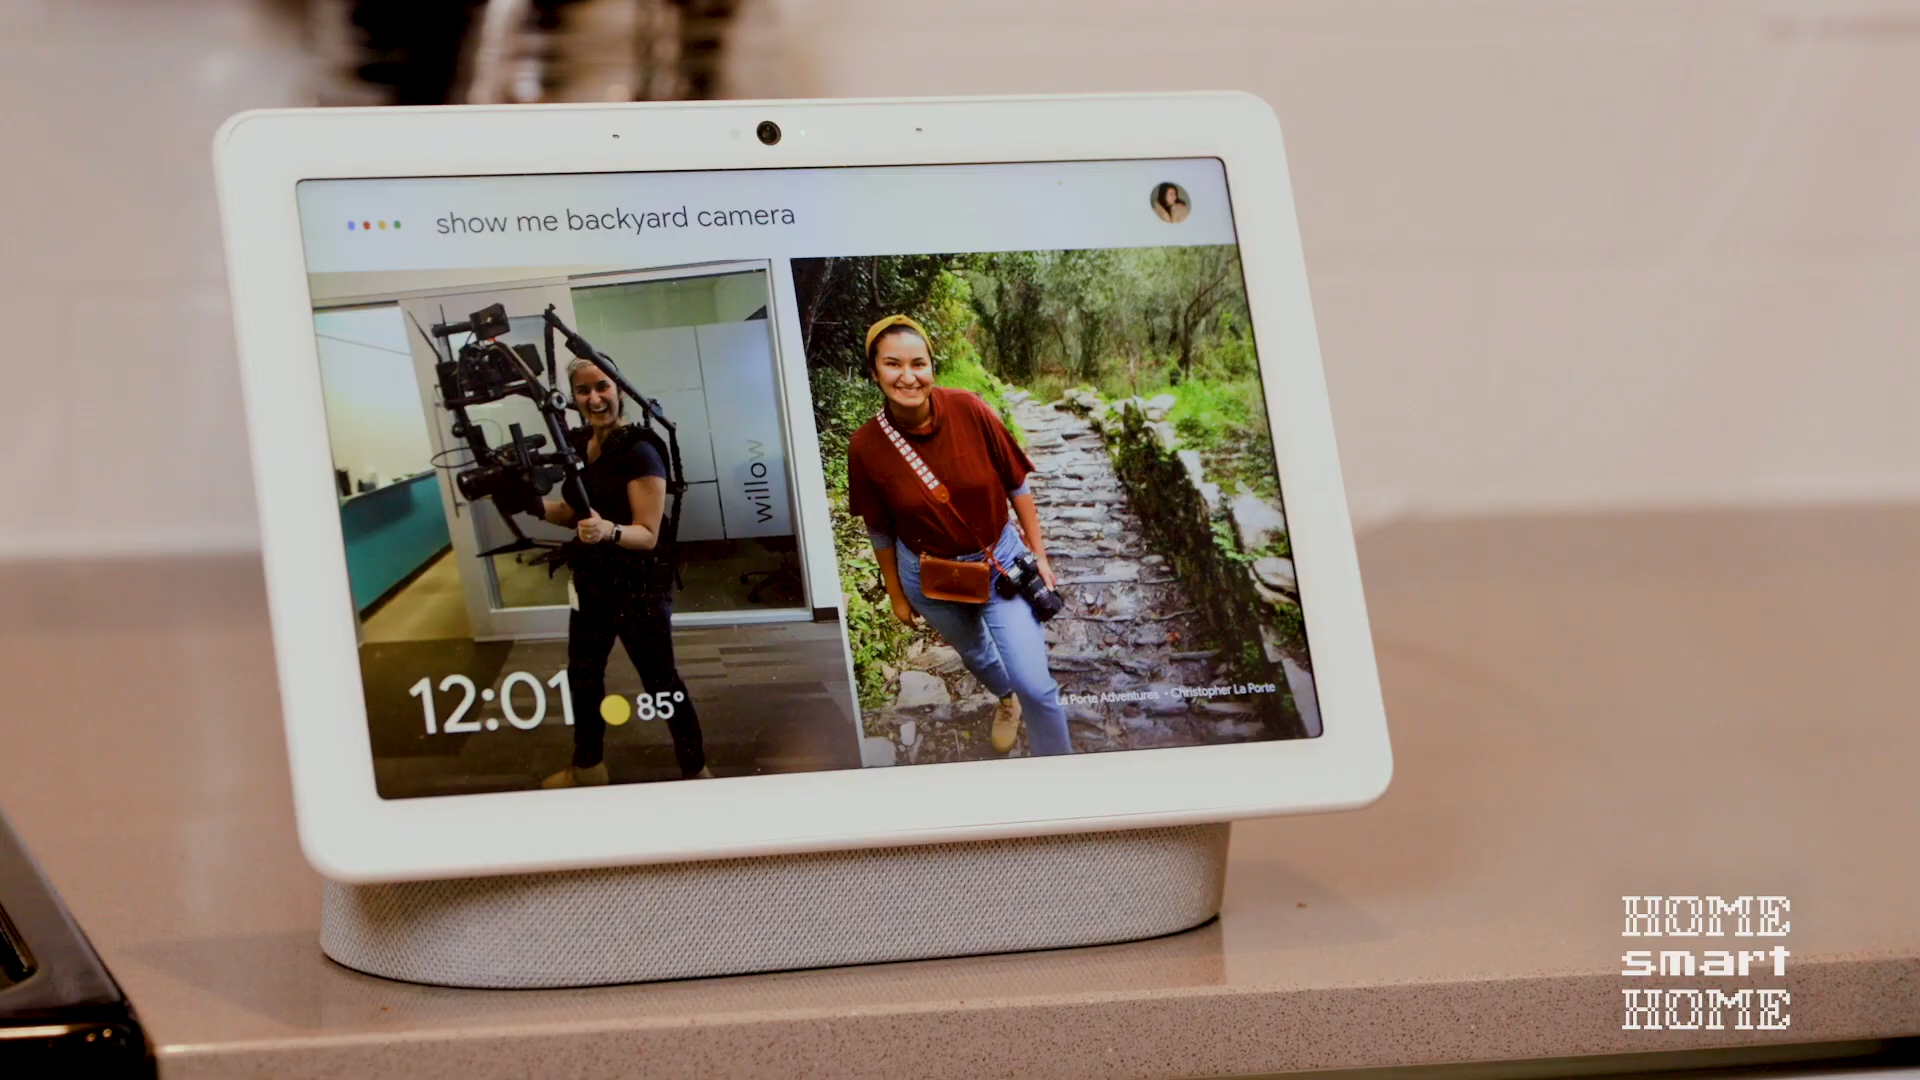 show me backyard camera
willow
12:01 85°
La Porte Adventures • Christopher La Porte
HOME
smart
HOME